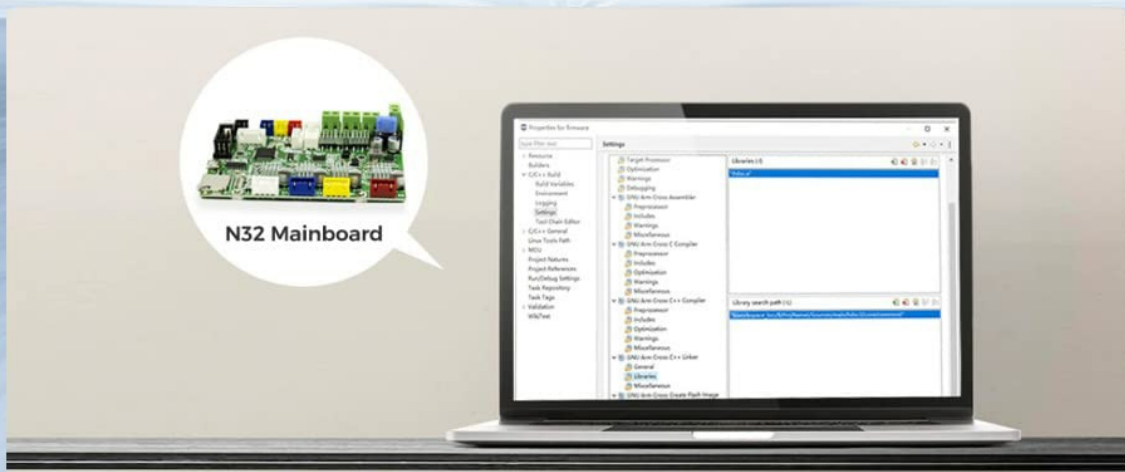 N32 Mainboard
Properties for firmware
type filter text
Resource
Builders
C/C++ Build
Build Variables
Environment
Logging
Settings
Tool Chain Editor
C/C++ General
Linux Tools Path
MCU
Project Natures
Project References
Run/Debug Settings
Task Repository
Task Tags
Validation
WikiText
Settings
Target Processor
Optimization
Warnings
Debugging
GNU Arm Cross Assembler
Preprocessor
Includes
Warnings
Miscellaneous
GNU Arm Cross C Compiler
Preprocessor
Includes
Optimization
Warnings
Miscellaneous
GNU Arm Cross C++ Compiler
Preprocessor
Includes
Optimization
Warnings
Miscellaneous
GNU Arm Cross C++ Linker
General
Libraries
Miscellaneous
GNU Arm Cross Create Flash Image
Libraries (-l)
Library search path (-L)